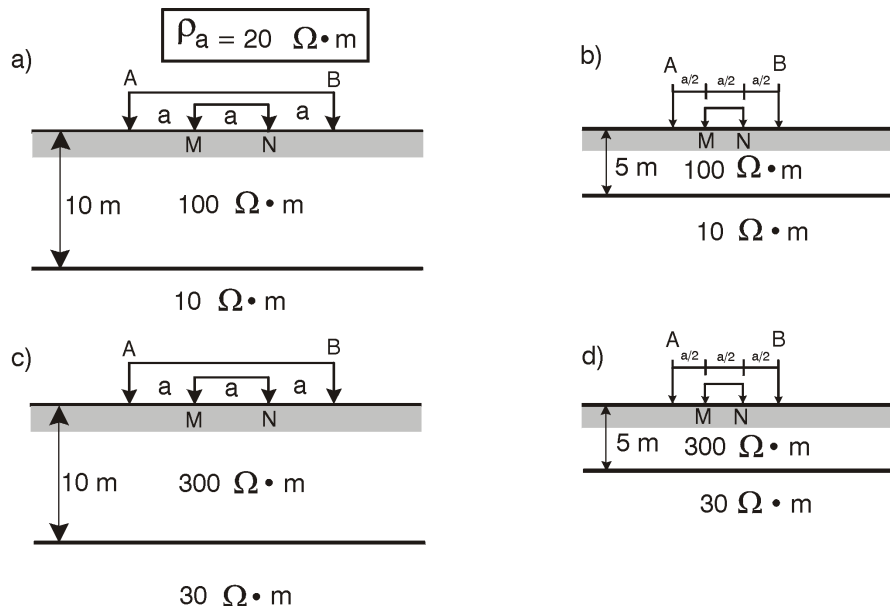 ρa = 20 Ω•m
a)
A B
a a a
M N
10 m
100 Ω•m
10 Ω•m
b)
A B
a/2 a/2 a/2
M N
5 m
100 Ω•m
10 Ω•m
c)
A B
a a a
M N
10 m
300 Ω•m
30 Ω•m
d)
A B
a/2 a/2 a/2
M N
5 m
300 Ω•m
30 Ω•m